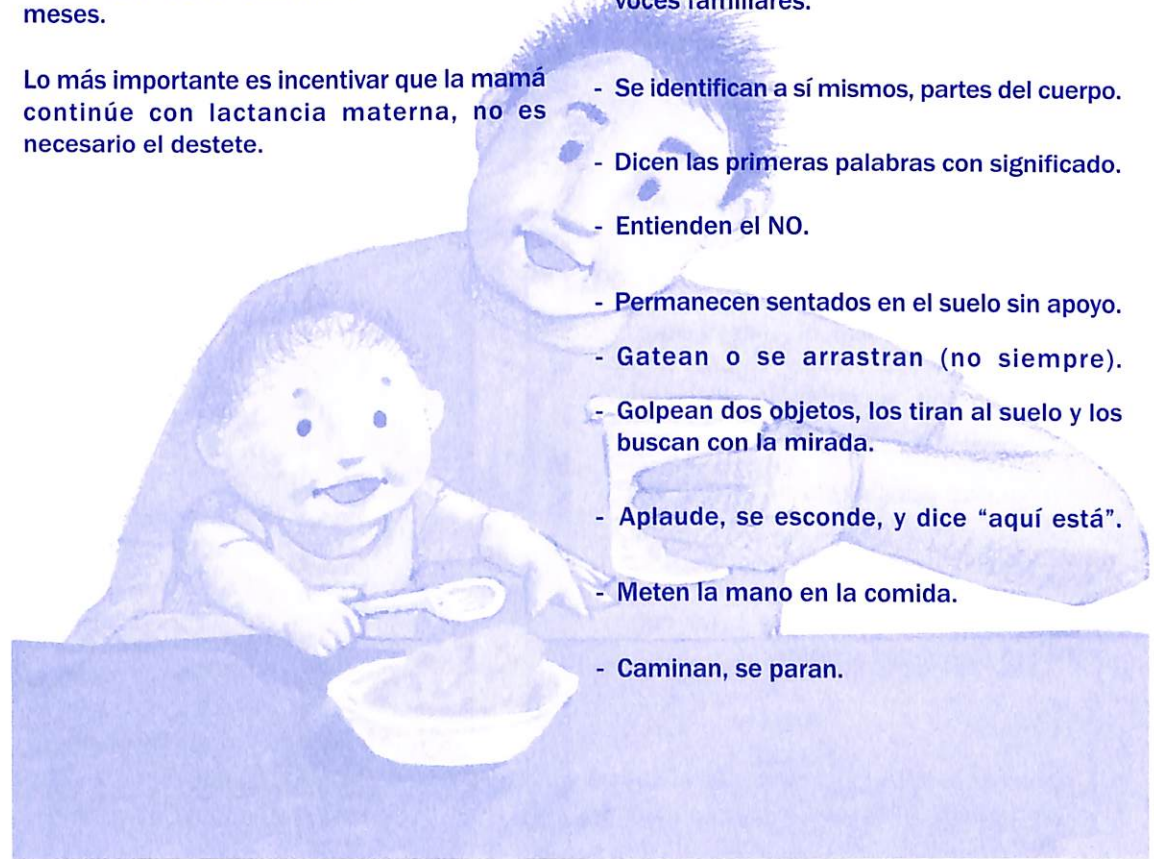 meses.
Lo más importante es incentivar que la mamá
continúe con lactancia materna, no es
necesario el destete.
voces familiares.
- Se identifican a sí mismos, partes del cuerpo.
- Dicen las primeras palabras con significado.
- Entienden el NO.
- Permanecen sentados en el suelo sin apoyo.
- Gatean o se arrastran (no siempre).
- Golpean dos objetos, los tiran al suelo y los
buscan con la mirada.
- Aplaude, se esconde, y dice “aquí está”.
- Meten la mano en la comida.
- Caminan, se paran.